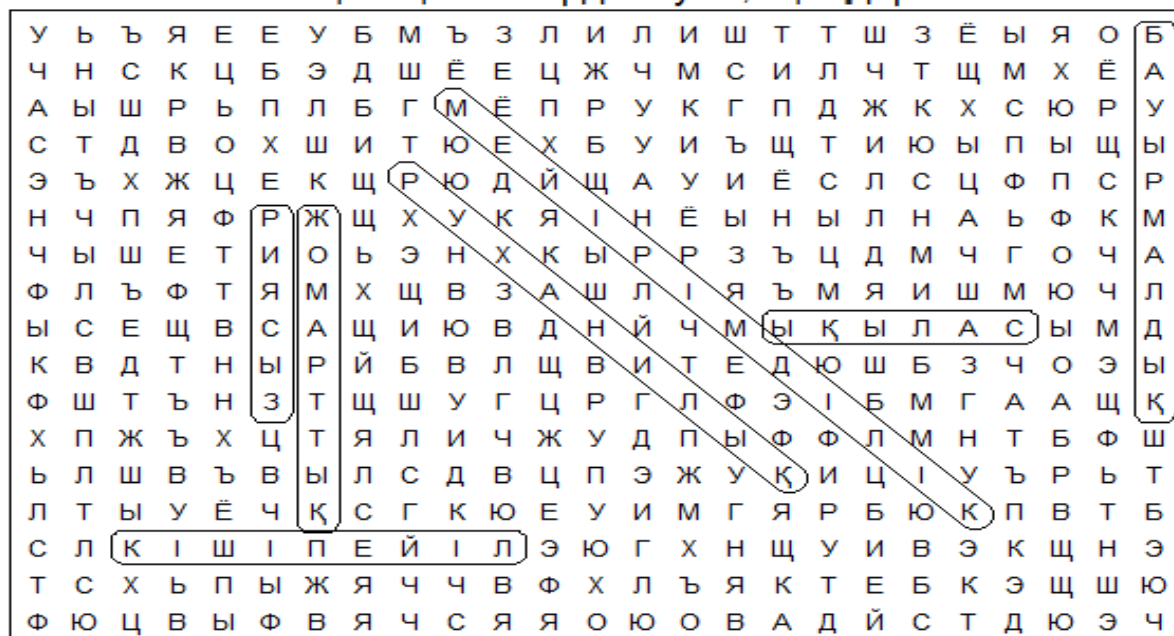 У Ь Ъ Я Е Е У Б М Ъ З Л И Л И Ш Т Т Ш З Ё Ы Я О Б
Ч Н С К Ц Б Э Д Ш Ё Е Ц Ж Ч М С И Л Ч Т Щ М Х Ё А
А Ы Ш Р Ь П Л Б Г М Ё П Р У К Г П Д Ж К Х С Ю Р У
С Т Д В О Х Ш И Т Ю Е Х Б У И Ъ Щ Т И Ю Ы П Ы Щ Ы
Э Ъ Х Ж Ц Е К Щ Р Ю Д Й Щ А У И Ё С Л С Ц Ф П С Р
Н Ч П Я Ф Р Ж Щ Х У К Я І Н Ё Ы Н Ы Л Н А Ь Ф К М
Ч Ы Ш Е Т И О Ь Э Н Х К Ы Р Р З Ъ Ц Д М Ч Г О Ч А
Ф Л Ъ Ф Т Я М Х Щ В З А Ш Л І Я Ъ М Я И Ш М Ю Ч Л
Ы С Е Щ В С А Щ И Ю В Д Н Й Ч М Ы Қ Ы Л А С Ы М Д
К В Д Т Н Ы Р Й Б В Л Щ В И Т Е Д Ю Ш Б З Ч О Э Ы
Ф Ш Т Ъ Н З Т Щ Ш У Г Ц Р Г Л Ф Э І Б М Г А А Щ Қ
Х П Ж Ъ Х Ц Т Я Л И Ч Ж У Д П Ы Ф Ф Л М Н Т Б Ф Ш
Ь Л Ш В Ъ В Ы Л С Д В Ц П Э Ж У Қ И Ц І У Ъ Р Ь Т
Л Т Ы У Ё Ч Қ С Г К Ю Е У И М Г Я Р Б Ю К П В Т Б
С Л К І Ш І П Е Й І Л Э Ю Г Х Н Щ У И В Э К Щ Н Э
Т С Х Ь П Ы Ж Я Ч Ч В Ф Х Л Ъ Я К Т Е Б К Э Щ Ш Ю
Ф Ю Ц В Ы Ф В Я Ч С Я Я О Ю О В А Д Й С Т Д Ю Э Ч